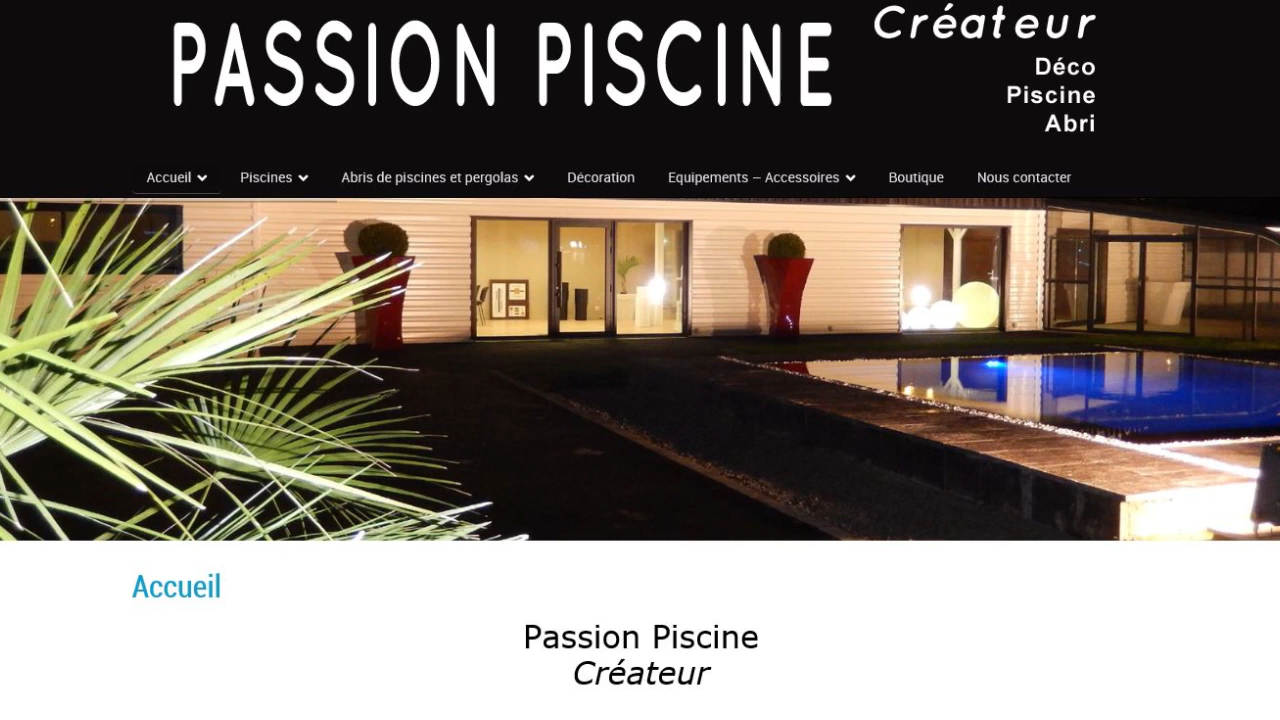 PASSION PISCINE
Créateur
Déco
Piscine
Abri
Accueil Piscines Abris de piscines et pergolas Décoration Equipements – Accessoires Boutique Nous contacter
Accueil
Passion Piscine
Créateur